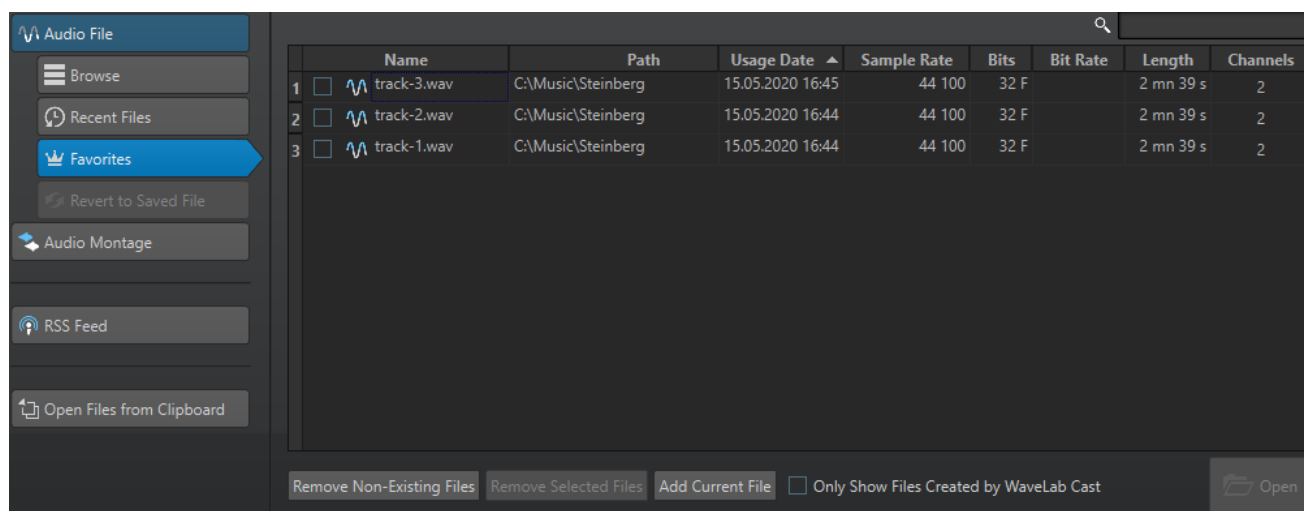 Audio File
Browse
Recent Files
Favorites
Revert to Saved File
Audio Montage
RSS Feed
Open Files from Clipboard
Name Path Usage Date Sample Rate Bits Bit Rate Length Channels
1 track-3.wav C:\Music\Steinberg 15.05.2020 16:45 44 100 32 F 2 mn 39 s 2
2 track-2.wav C:\Music\Steinberg 15.05.2020 16:44 44 100 32 F 2 mn 39 s 2
3 track-1.wav C:\Music\Steinberg 15.05.2020 16:44 44 100 32 F 2 mn 39 s 2
Remove Non-Existing Files Remove Selected Files Add Current File Only Show Files Created by WaveLab Cast Open